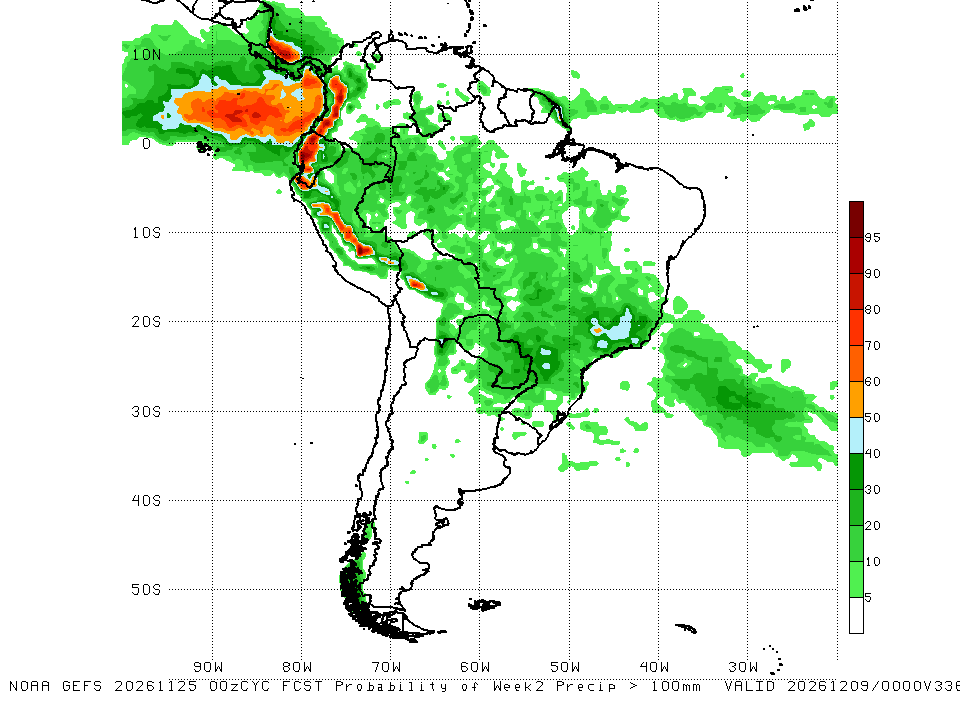 10N
0
10S
20S
30S
40S
50S
95
90
80
70
60
50
40
30
20
10
5
90W 80W 70W 60W 50W 40W 30W
NOAA GEFS 20261125 00zCYC FCST Probability of Week2 Precip > 100mm VALID 20261209/0000V336